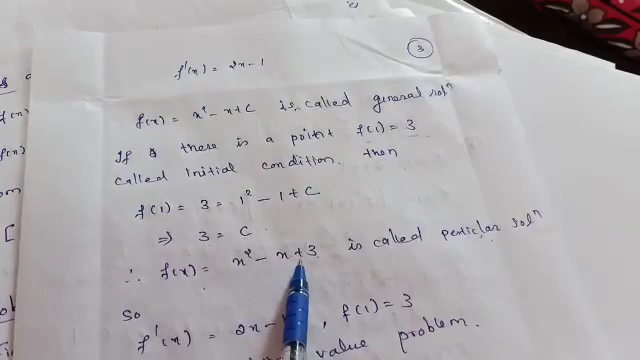 3
f'(x) = 2x-1
f(x) = x² - x + C is called general solⁿ
If there is a point f(1) = 3
called Initial condition. then
f(1) = 3 = 1² - 1 + C
⇒ 3 = C
∴ f(x) = x² - x + 3 is called perticlar solⁿ
So
f'(x) = 2x - , f(1) = 3
value problem.